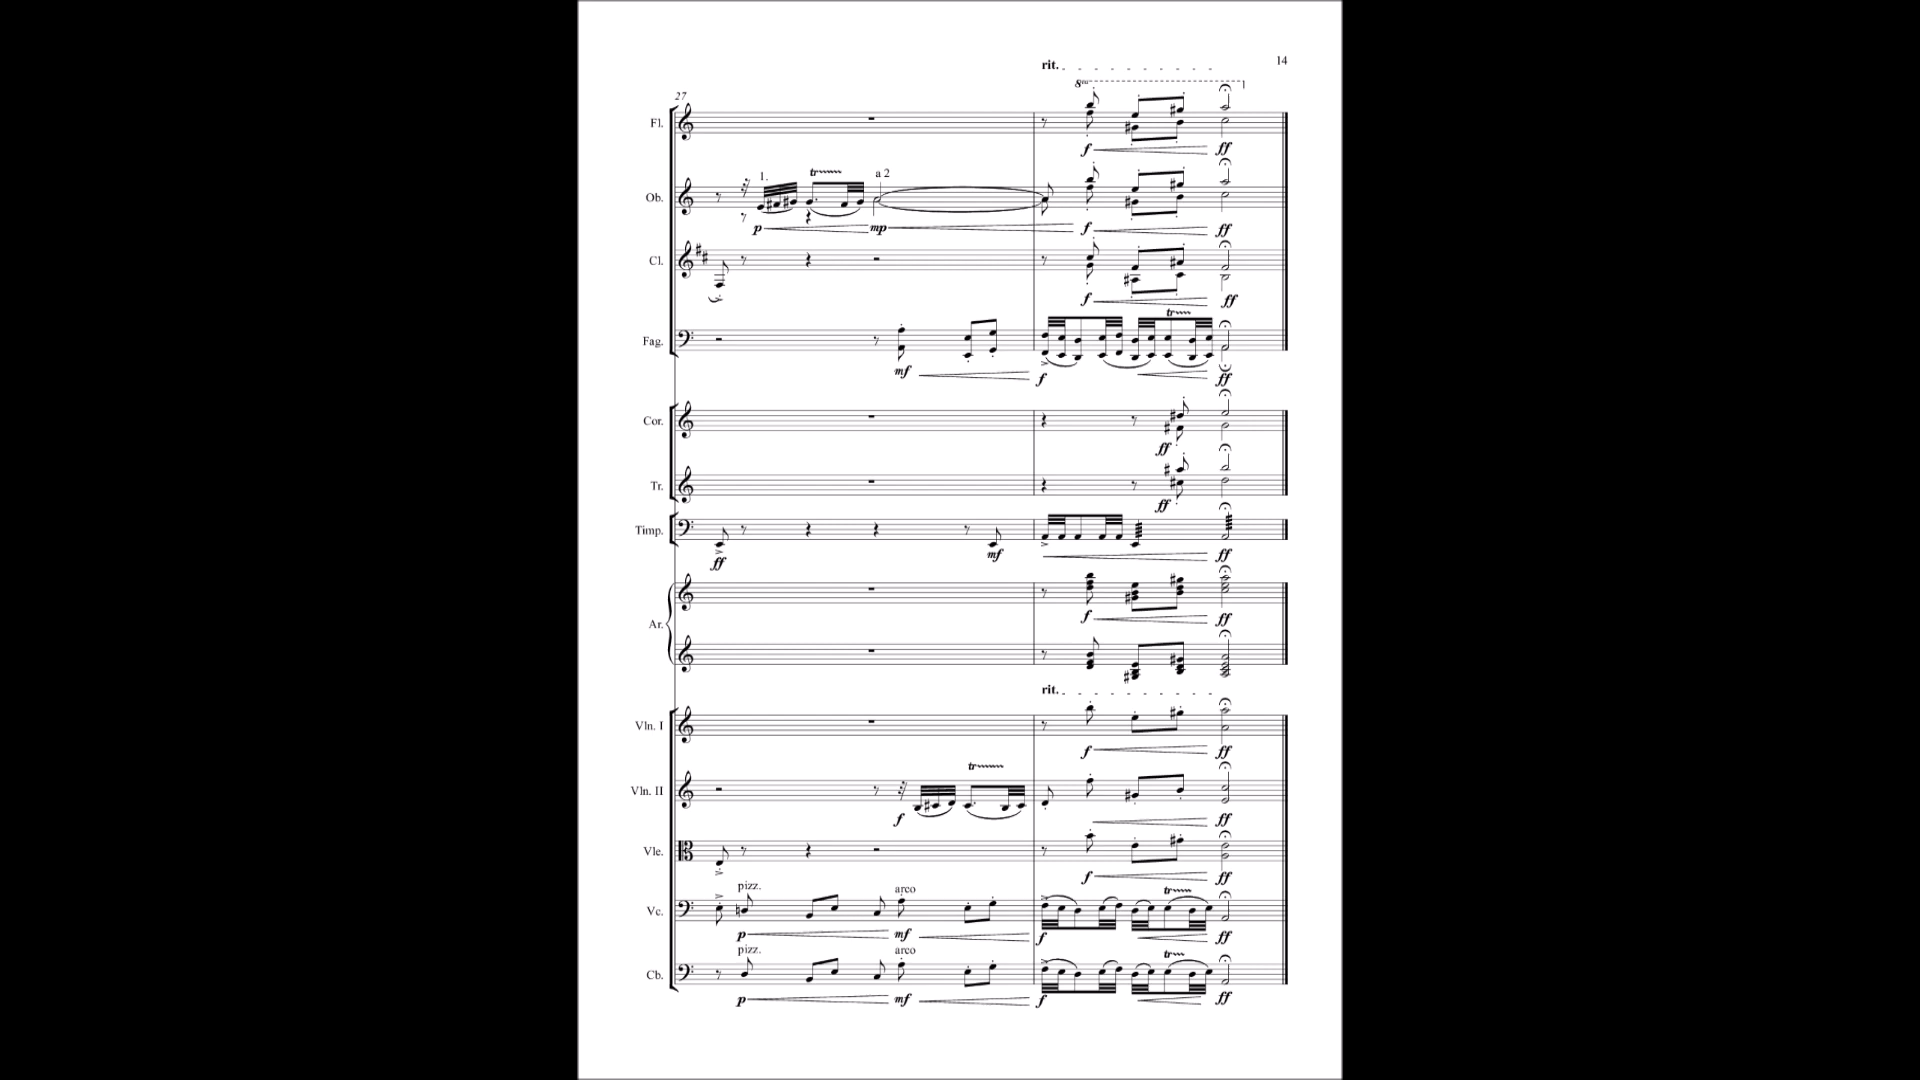 14
rit.
8va
27
Fl.
f ff
1. tr a 2
Ob.
p mp f ff
Cl.
f ff
tr
Fag.
mf f ff
Cor.
ff
Tr.
ff
Timp.
ff mf ff
f ff
Ar.
rit.
Vln. I
f ff
tr
Vln. II
f ff
Vle.
f ff
pizz. arco tr
Vc.
p mf f ff
pizz. arco tr
Cb.
p mf f ff